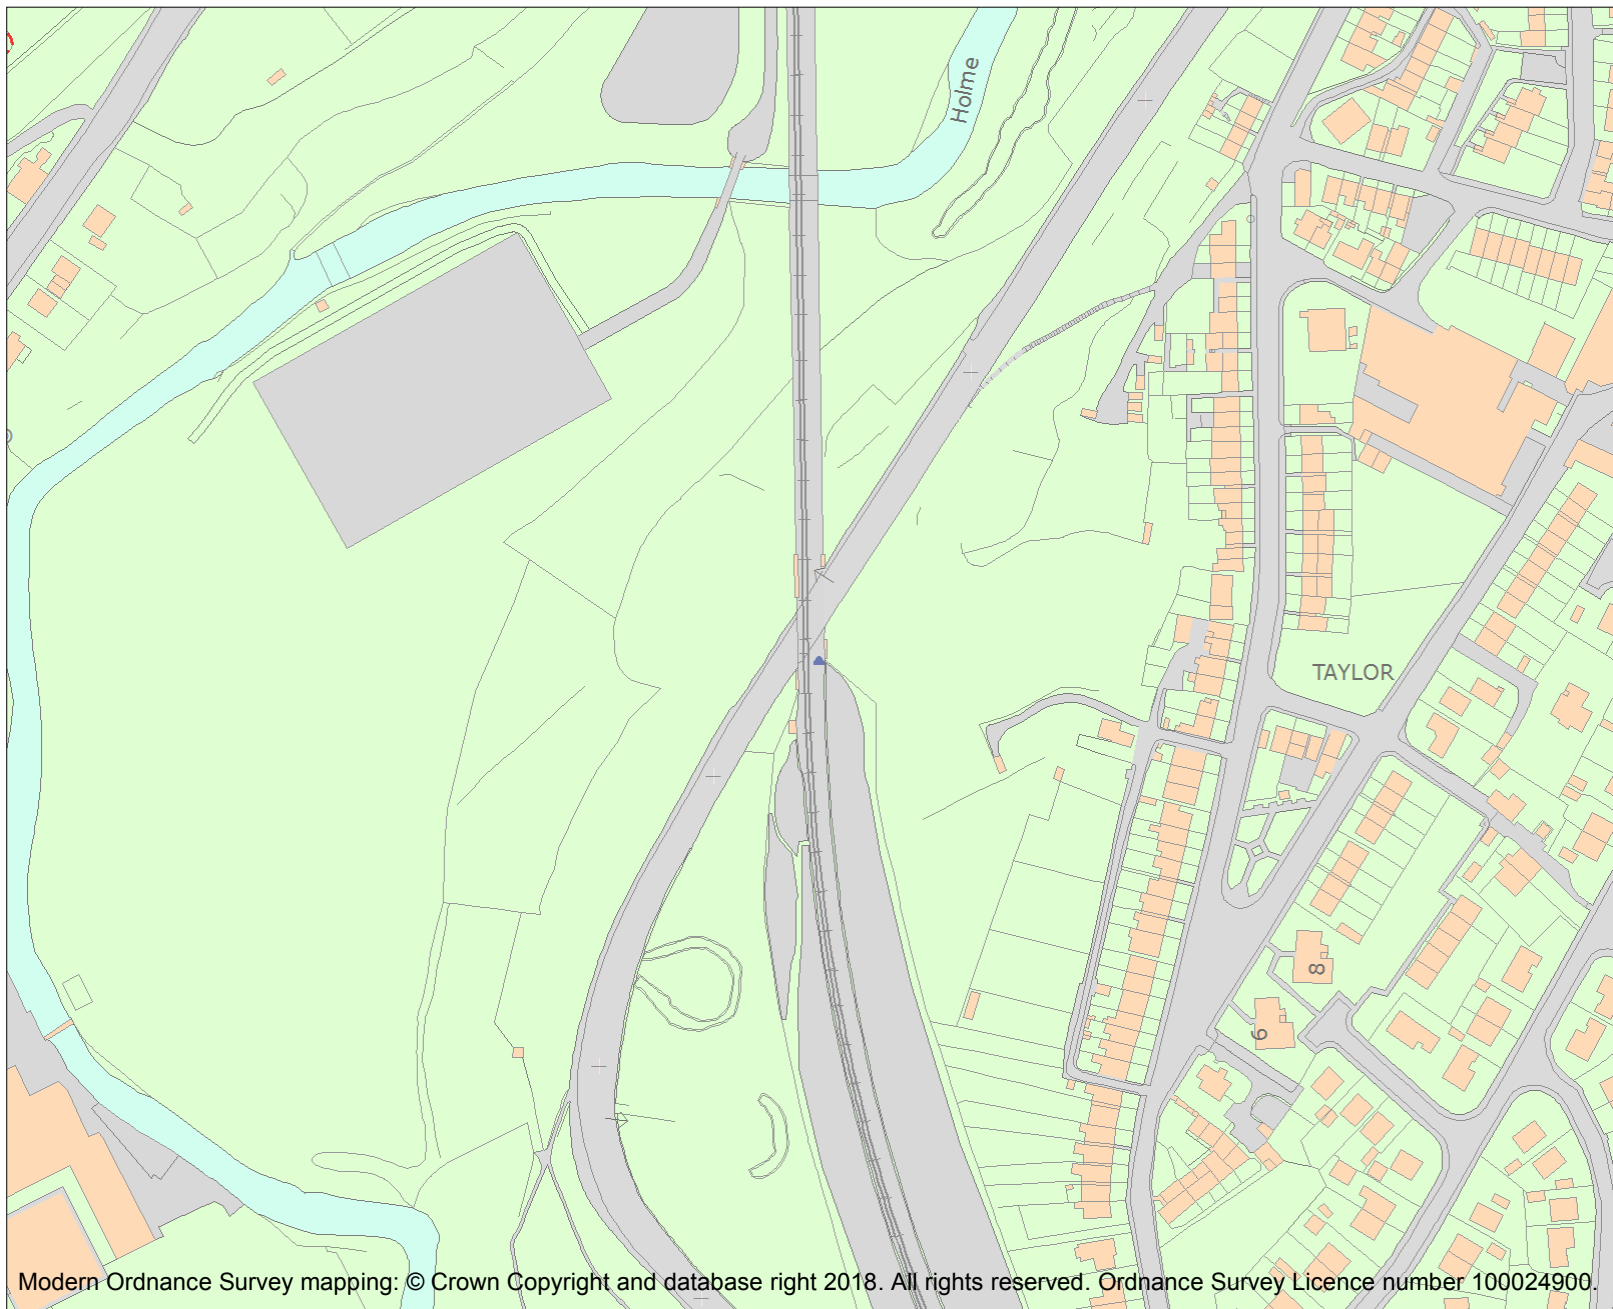 Holme
TAYLOR
8
6
Modern Ordnance Survey mapping: © Crown Copyright and database right 2018. All rights reserved. Ordnance Survey Licence number 100024900.